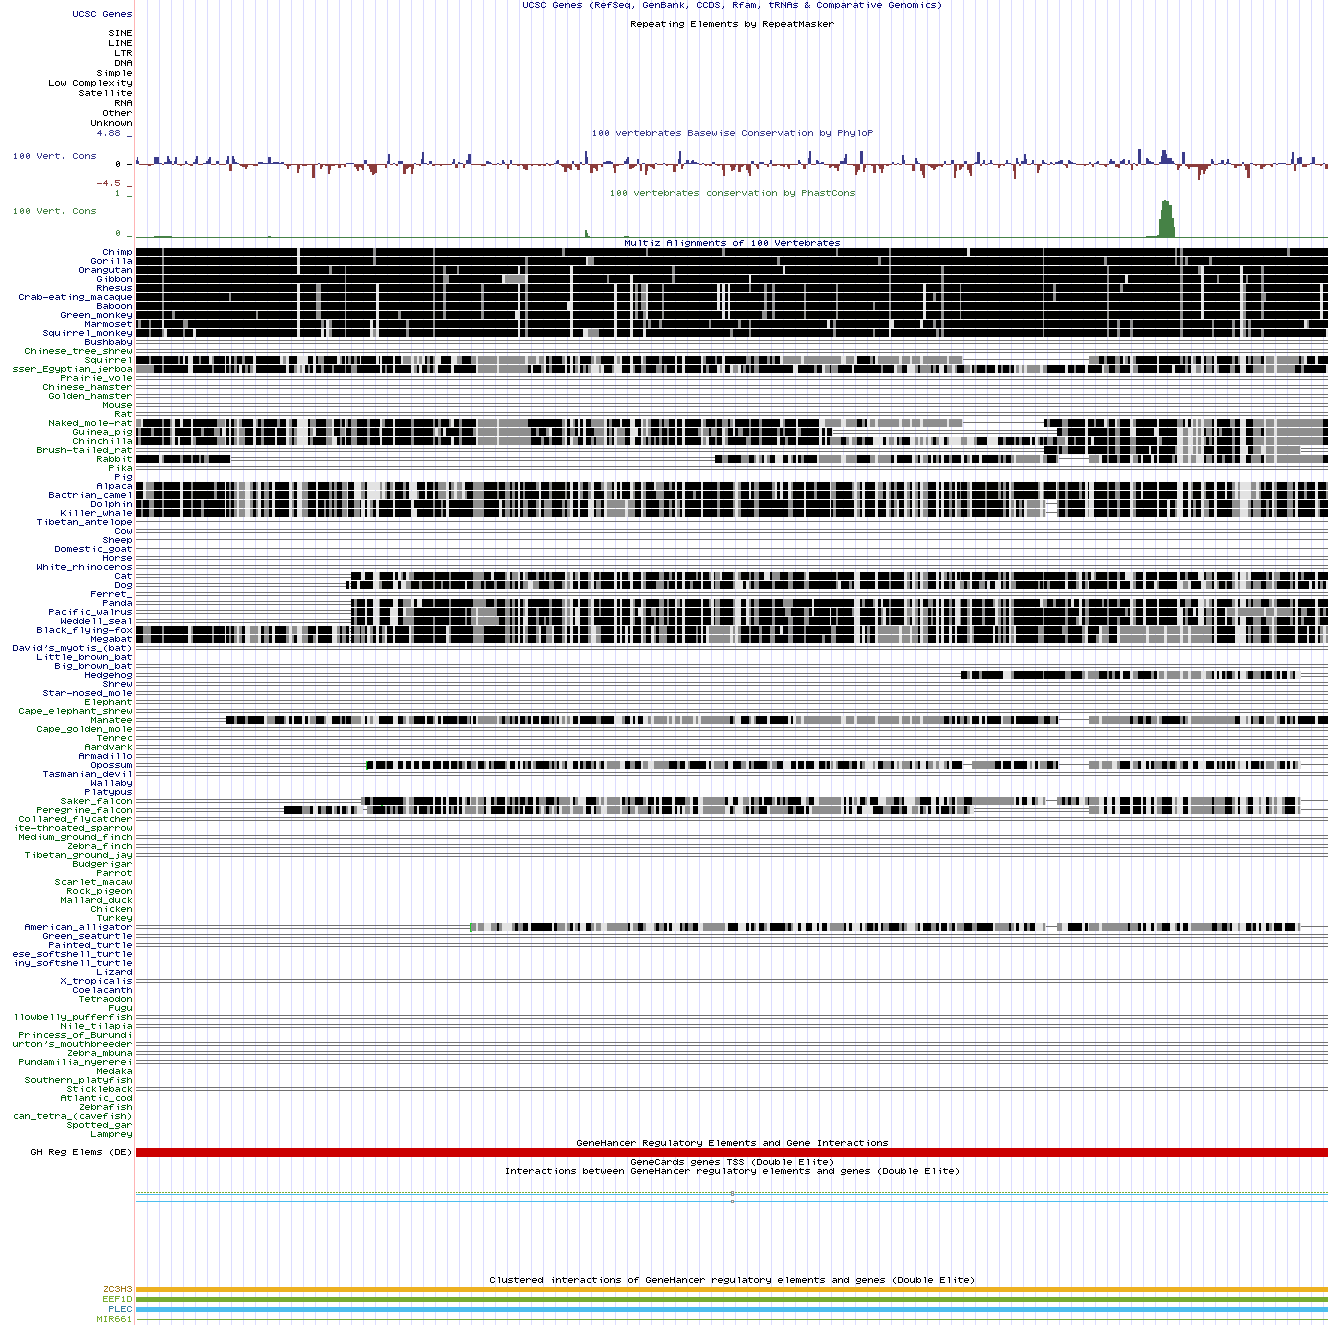 UCSC Genes (RefSeq, GenBank, CCDS, Rfam, tRNAs & Comparative Genomics)
UCSC Genes
Repeating Elements by RepeatMasker
SINE
LINE
LTR
DNA
Simple
Low Complexity
Satellite
RNA
Other
Unknown
4.88 _
100 vertebrates Basewise Conservation by PhyloP
100 Vert. Cons
0 _
-4.5 _
100 vertebrates conservation by PhastCons
1 _
100 Vert. Cons
0 _
Multiz Alignments of 100 Vertebrates
Chimp
Gorilla
Orangutan
Gibbon
Rhesus
Crab-eating_macaque
Baboon
Green_monkey
Marmoset
Squirrel_monkey
Bushbaby
Chinese_tree_shrew
Squirrel
sser_Egyptian_jerboa
Prairie_vole
Chinese_hamster
Golden_hamster
Mouse
Rat
Naked_mole-rat
Guinea_pig
Chinchilla
Brush-tailed_rat
Rabbit
Pika
Pig
Alpaca
Bactrian_camel
Dolphin
Killer_whale
Tibetan_antelope
Cow
Sheep
Domestic_goat
Horse
White_rhinoceros
Cat
Dog
Ferret_
Panda
Pacific_walrus
Weddell_seal
Black_flying-fox
Megabat
David's_myotis_(bat)
Little_brown_bat
Big_brown_bat
Hedgehog
Shrew
Star-nosed_mole
Elephant
Cape_elephant_shrew
Manatee
Cape_golden_mole
Tenrec
Aardvark
Armadillo
Opossum
Tasmanian_devil
Wallaby
Platypus
Saker_falcon
Peregrine_falcon
Collared_flycatcher
ite-throated_sparrow
Medium_ground_finch
Zebra_finch
Tibetan_ground_jay
Budgerigar
Parrot
Scarlet_macaw
Rock_pigeon
Mallard_duck
Chicken
Turkey
American_alligator
Green_seaturtle
Painted_turtle
ese_softshell_turtle
iny_softshell_turtle
Lizard
X_tropicalis
Coelacanth
Tetraodon
Fugu
llowbelly_pufferfish
Nile_tilapia
Princess_of_Burundi
urton's_mouthbreeder
Zebra_mbuna
Pundamilia_nyererei
Medaka
Southern_platyfish
Stickleback
Atlantic_cod
Zebrafish
can_tetra_(cavefish)
Spotted_gar
Lamprey
GeneHancer Regulatory Elements and Gene Interactions
GH Reg Elems (DE)
GeneCards genes TSS (Double Elite)
Interactions between GeneHancer regulatory elements and genes (Double Elite)
Clustered interactions of GeneHancer regulatory elements and genes (Double Elite)
ZC3H3
EEF1D
PLEC
MIR661